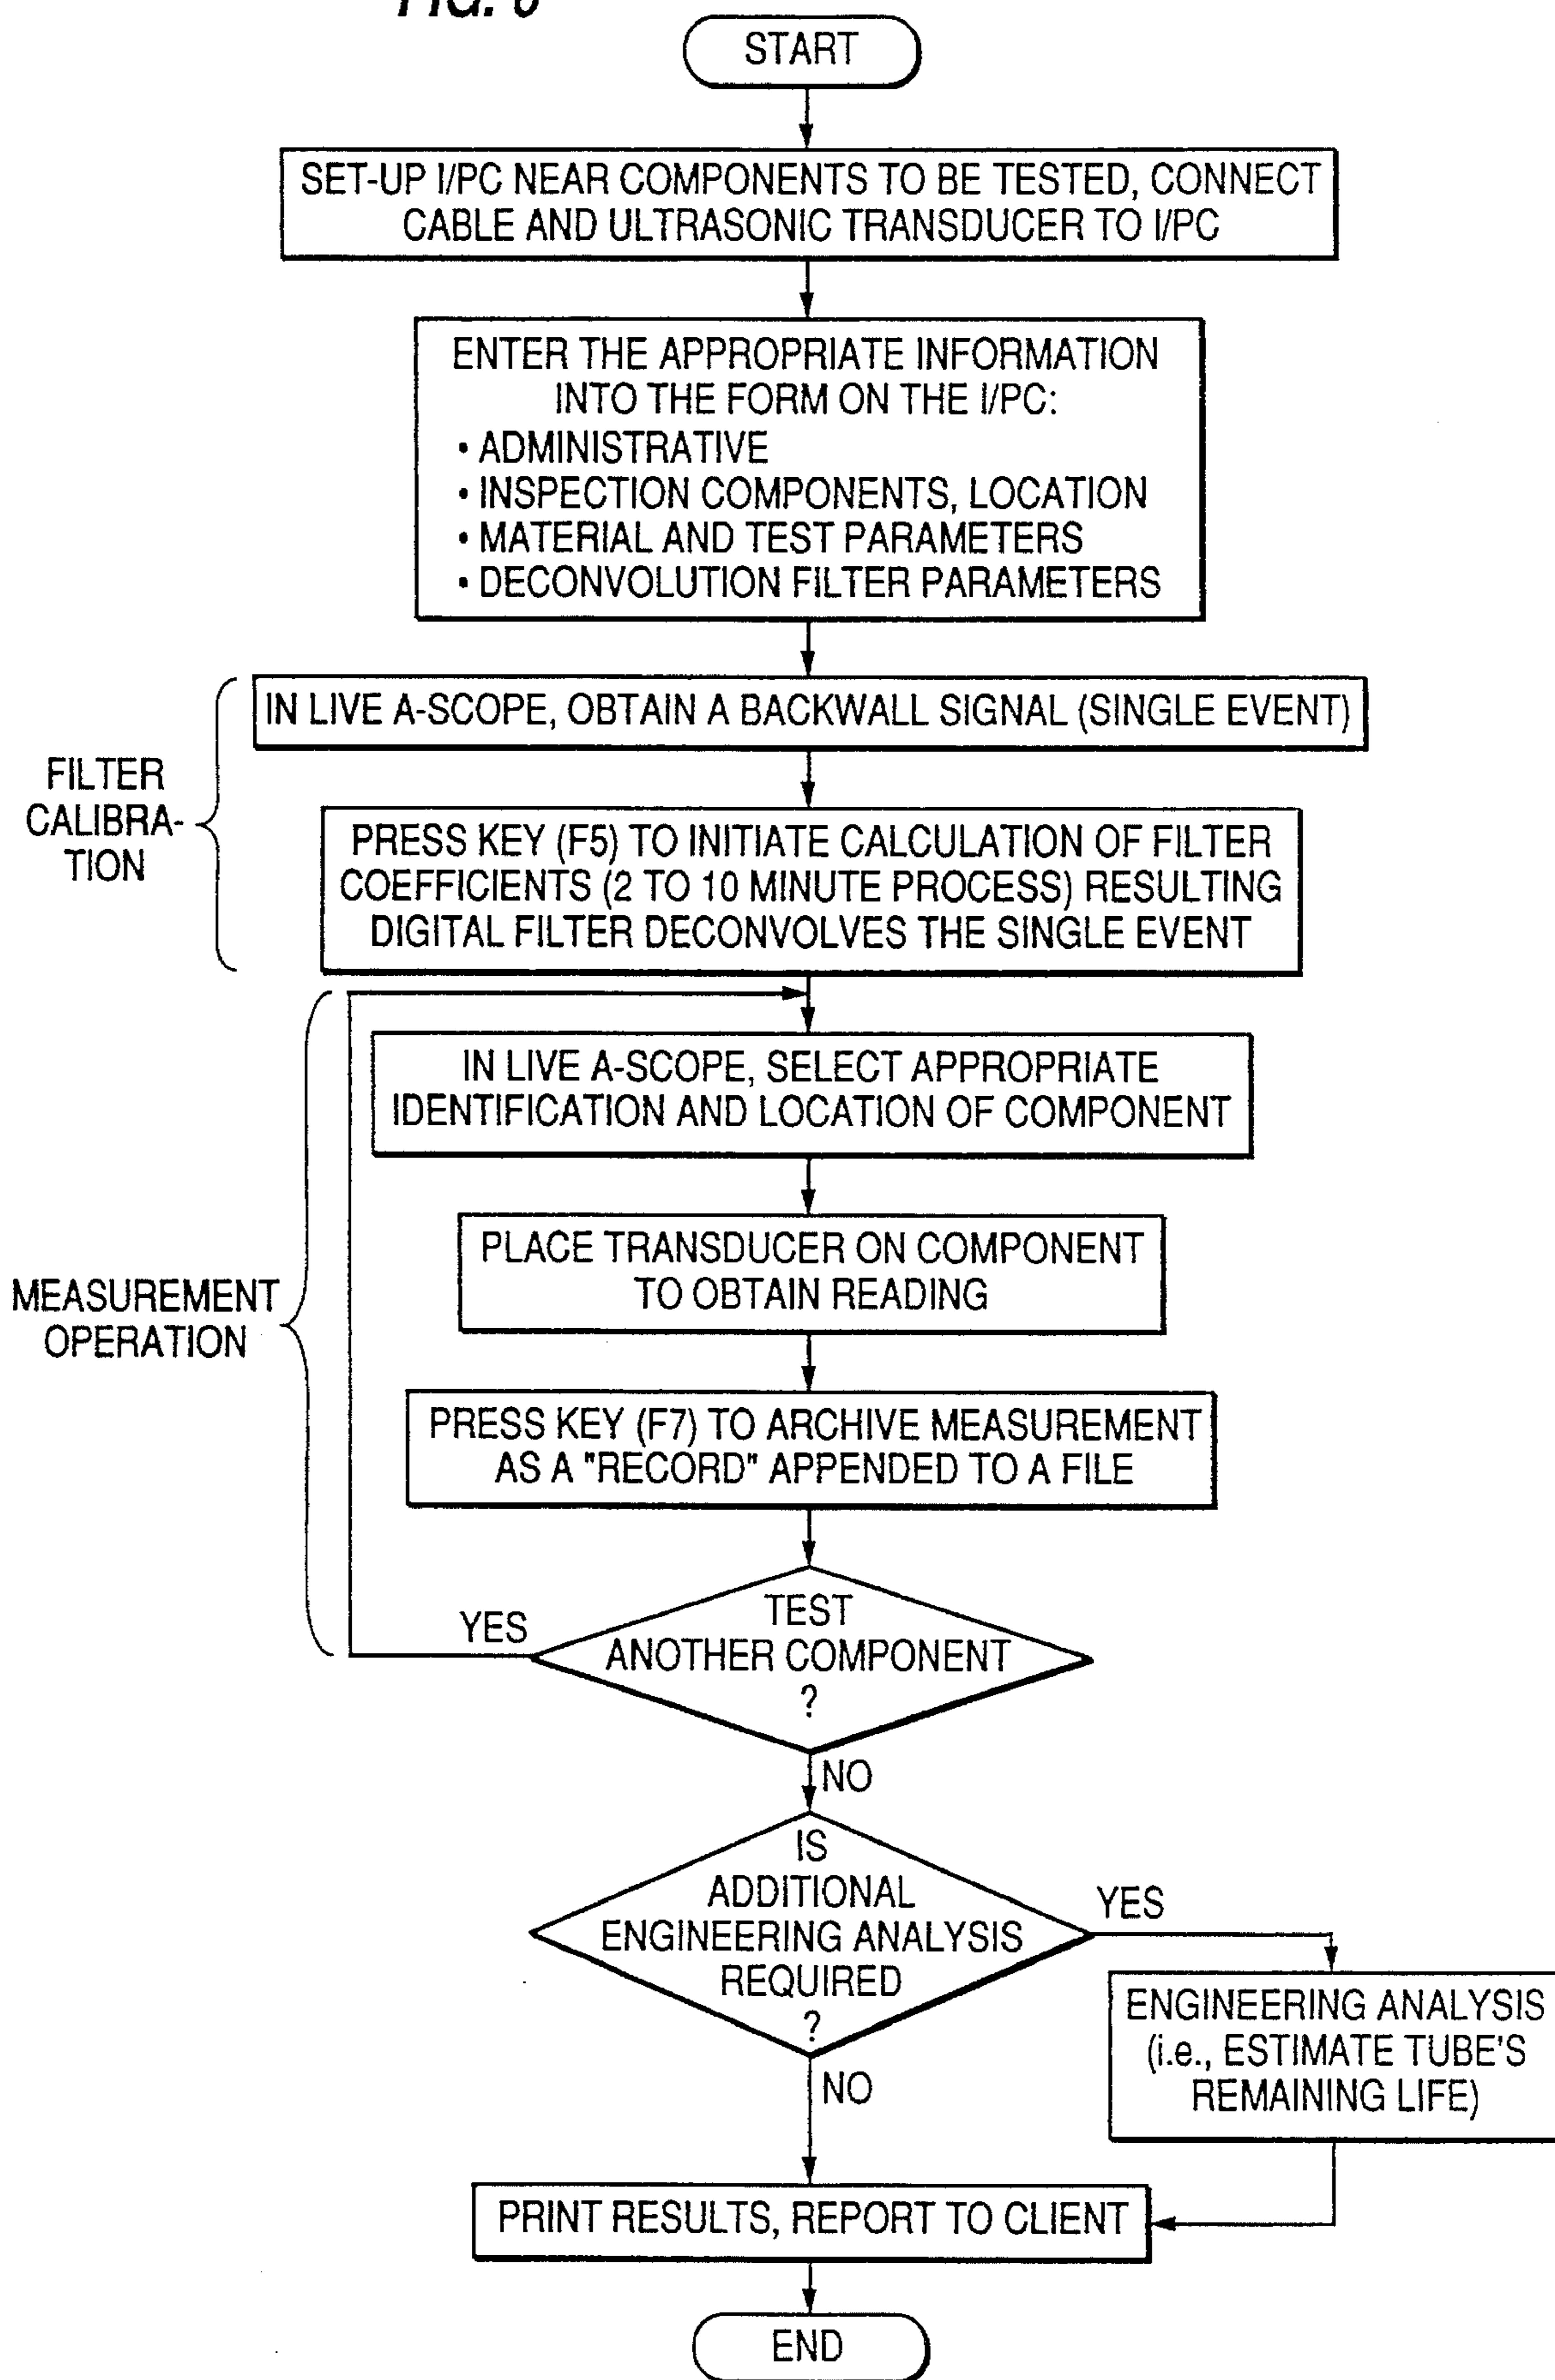 FIG.
START
SET-UP I/PC NEAR COMPONENTS TO BE TESTED, CONNECT
CABLE AND ULTRASONIC TRANSDUCER TO I/PC
ENTER THE APPROPRIATE INFORMATION
INTO THE FORM ON THE I/PC:
• ADMINISTRATIVE
• INSPECTION COMPONENTS, LOCATION
• MATERIAL AND TEST PARAMETERS
• DECONVOLUTION FILTER PARAMETERS
FILTER
CALIBRA-
TION
IN LIVE A-SCOPE, OBTAIN A BACKWALL SIGNAL (SINGLE EVENT)
PRESS KEY (F5) TO INITIATE CALCULATION OF FILTER
COEFFICIENTS (2 TO 10 MINUTE PROCESS) RESULTING
DIGITAL FILTER DECONVOLVES THE SINGLE EVENT
MEASUREMENT
OPERATION
IN LIVE A-SCOPE, SELECT APPROPRIATE
IDENTIFICATION AND LOCATION OF COMPONENT
PLACE TRANSDUCER ON COMPONENT
TO OBTAIN READING
PRESS KEY (F7) TO ARCHIVE MEASUREMENT
AS A "RECORD" APPENDED TO A FILE
YES
TEST
ANOTHER COMPONENT
?
NO
IS
ADDITIONAL
ENGINEERING ANALYSIS
REQUIRED
?
YES
ENGINEERING ANALYSIS
(i.e., ESTIMATE TUBE'S
REMAINING LIFE)
NO
PRINT RESULTS, REPORT TO CLIENT
END